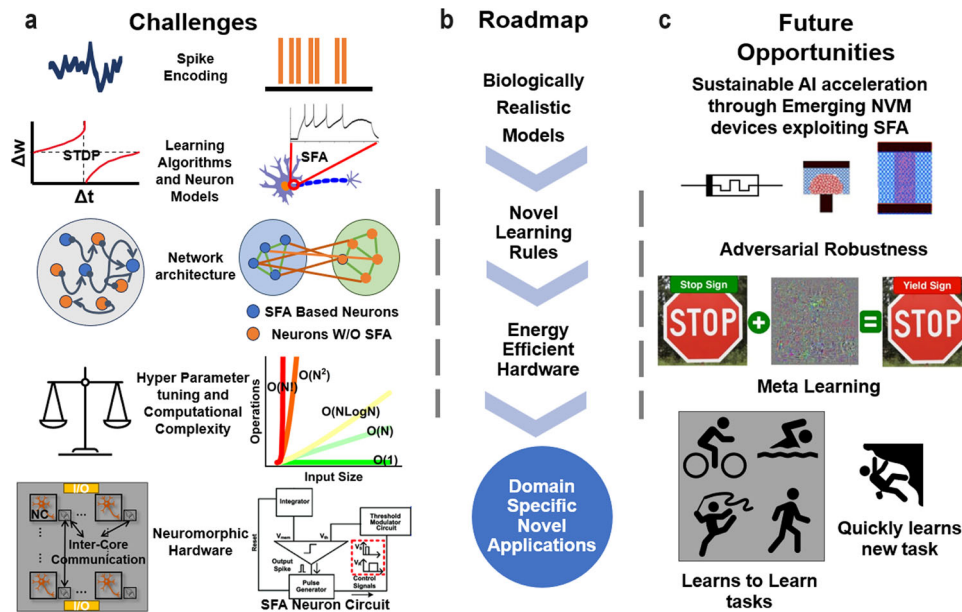 a
Challenges
Spike
Encoding
Δw
STDP
Δt
Learning
Algorithms
and Neuron
Models
SFA
Network
architecture
SFA Based Neurons
Neurons W/O SFA
Hyper Parameter
tuning and
Computational
Complexity
Operations
O(N!)
O(N²)
O(NLogN)
O(N)
O(1)
Input Size
I/O
NC
Inter-Core
Communication
I/O
Neuromorphic
Hardware
Integrator
Threshold
Modulator
Circuit
Reset
Vmem
Vth
Output
Spike
Pulse
Generator
Control
Signals
SFA Neuron Circuit
b
Roadmap
Biologically
Realistic
Models
Novel
Learning
Rules
Energy
Efficient
Hardware
Domain
Specific
Novel
Applications
c
Future
Opportunities
Sustainable AI acceleration
through Emerging NVM
devices exploiting SFA
Adversarial Robustness
Stop Sign
STOP
Yield Sign
STOP
Meta Learning
Learns to Learn
tasks
Quickly learns
new task